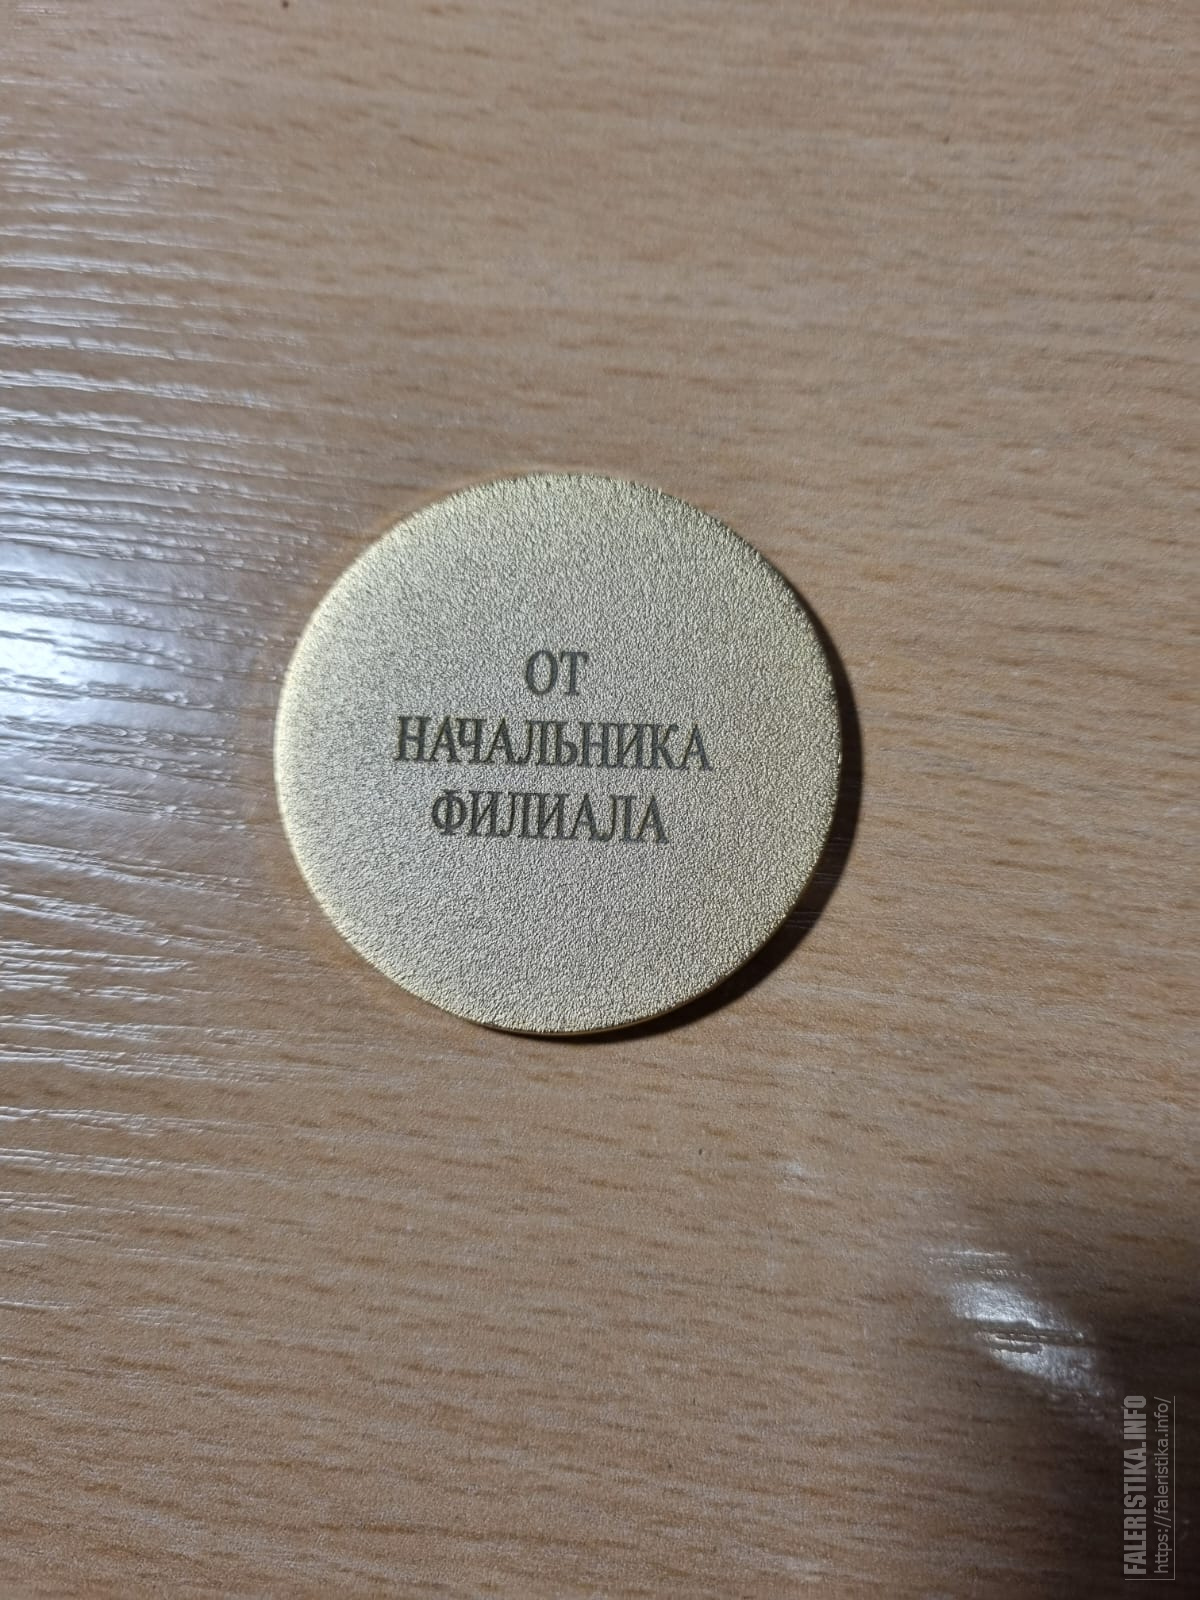 ОТ
НАЧАЛЬНИКА
ФИЛИАЛА
FALERISTIKA.INFO
https://faleristika.info/